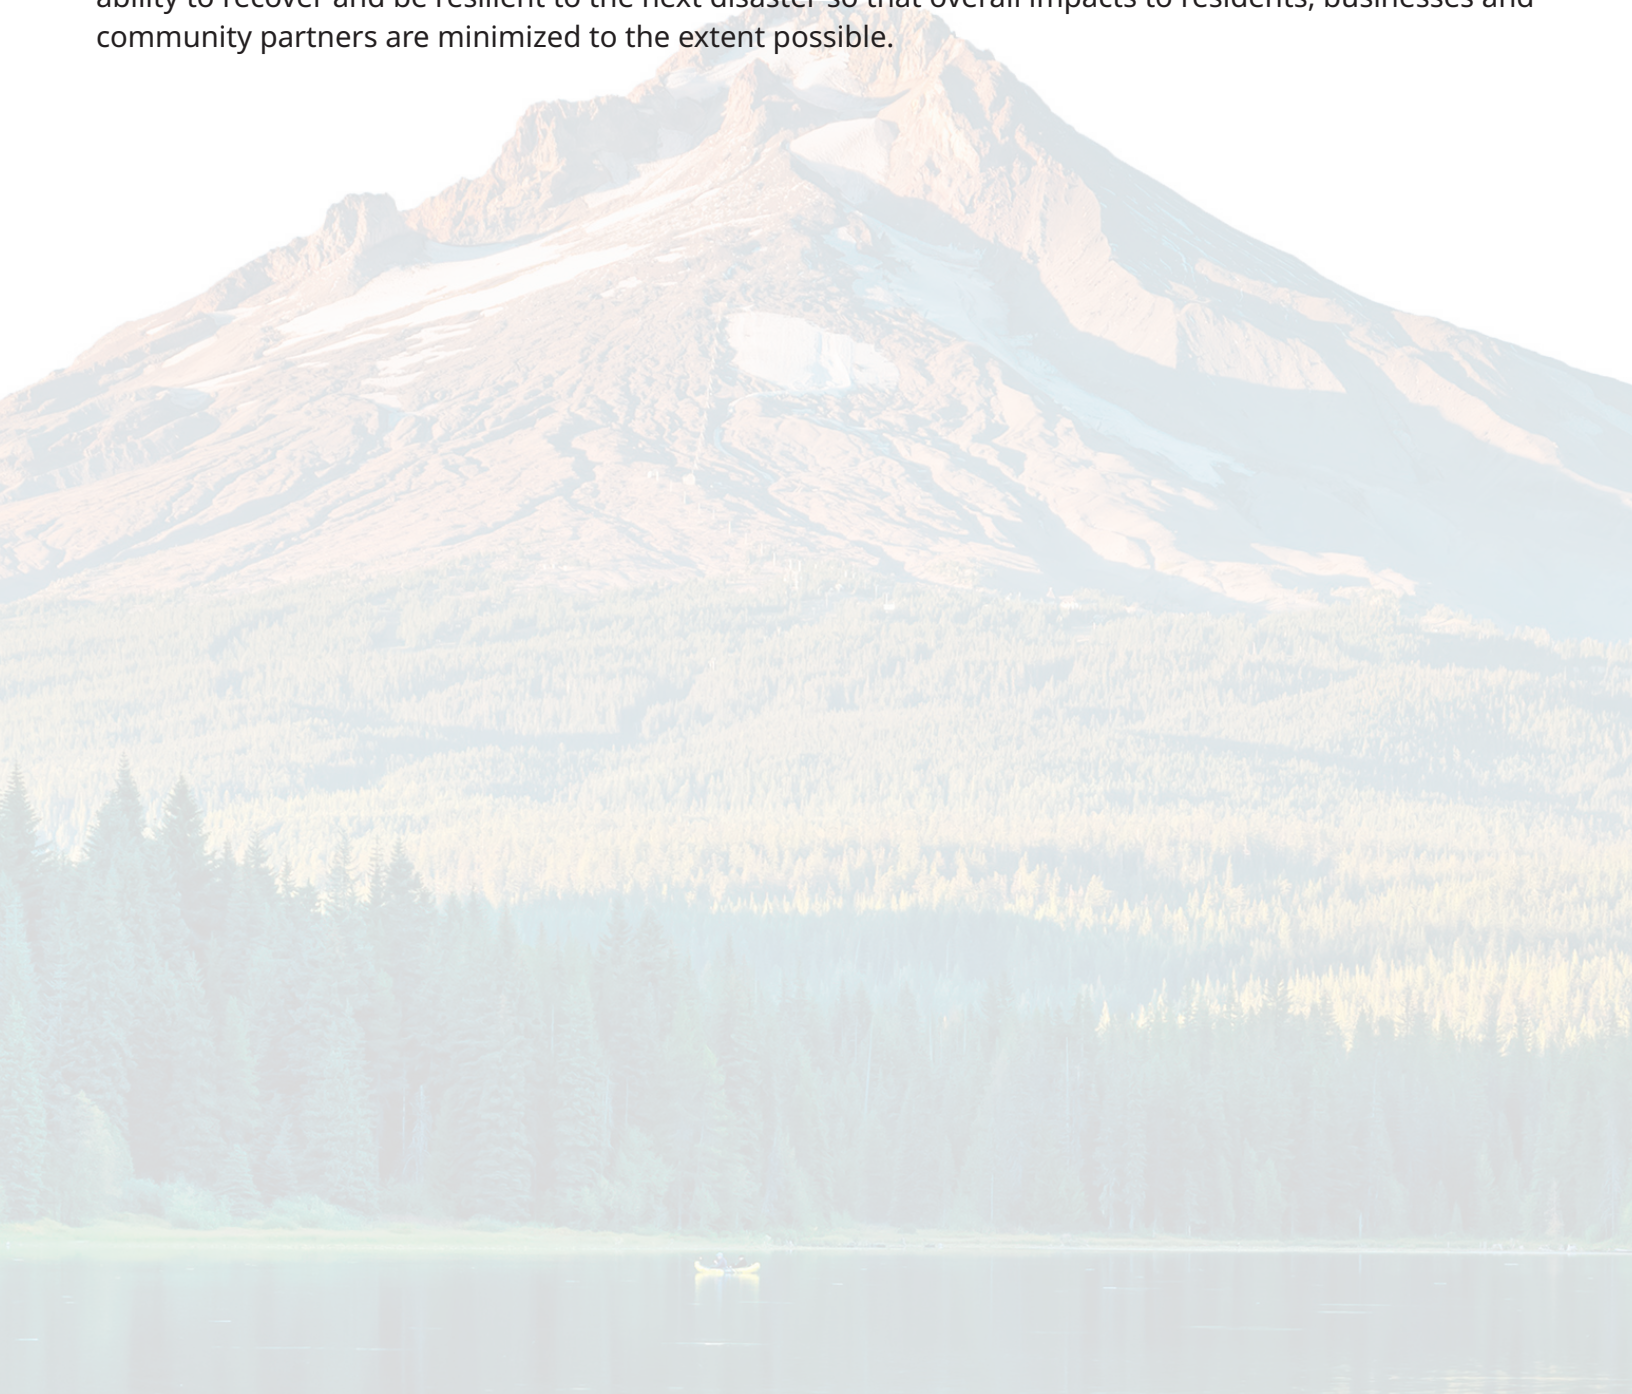 ability to recover and be resilient to the next disaster so that overall impacts to residents, businesses and
community partners are minimized to the extent possible.